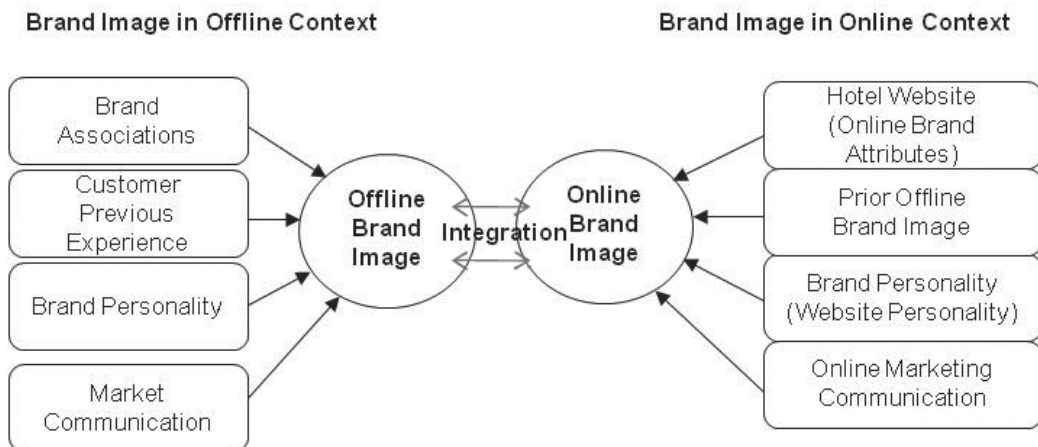 Brand Image in Offline Context
Brand Image in Online Context
Brand
Associations
Customer
Previous
Experience
Brand Personality
Market
Communication
Offline
Brand
Image
Integration
Online
Brand
Image
Hotel Website
(Online Brand
Attributes)
Prior Offline
Brand Image
Brand Personality
(Website Personality)
Online Marketing
Communication